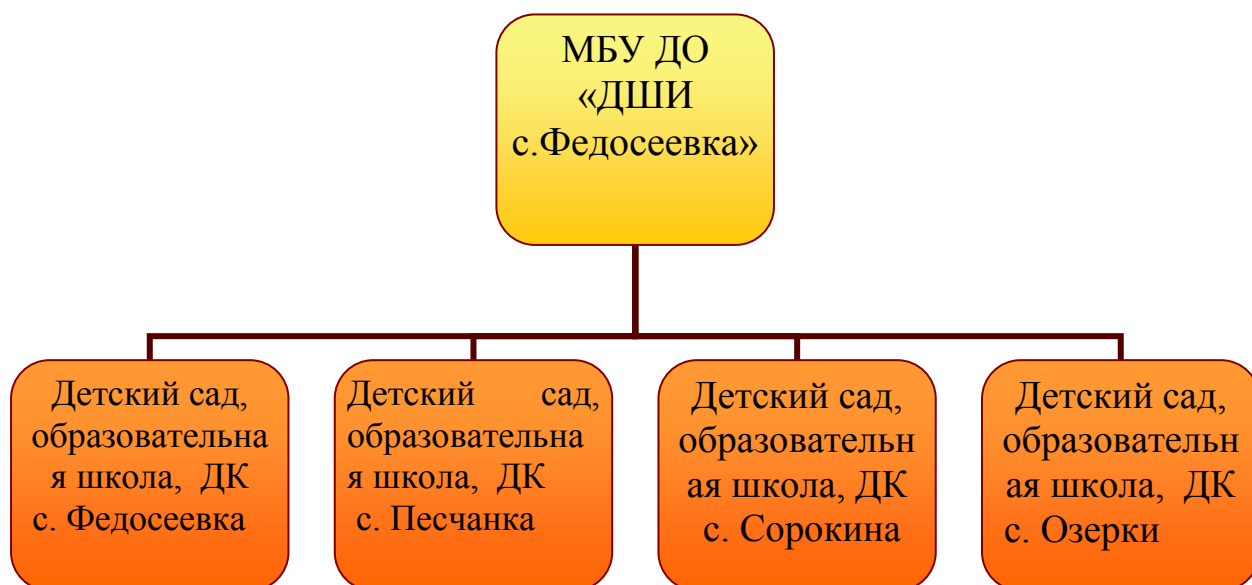 МБУ ДО
«ДШИ
с.Федосеевка»
Детский сад,
образовательна
я школа, ДК
с. Федосеевка
Детский сад,
образовательна
я школа, ДК
с. Песчанка
Детский сад,
образовательн
ая школа, ДК
с. Сорокина
Детский сад,
образовательн
ая школа, ДК
с. Озерки